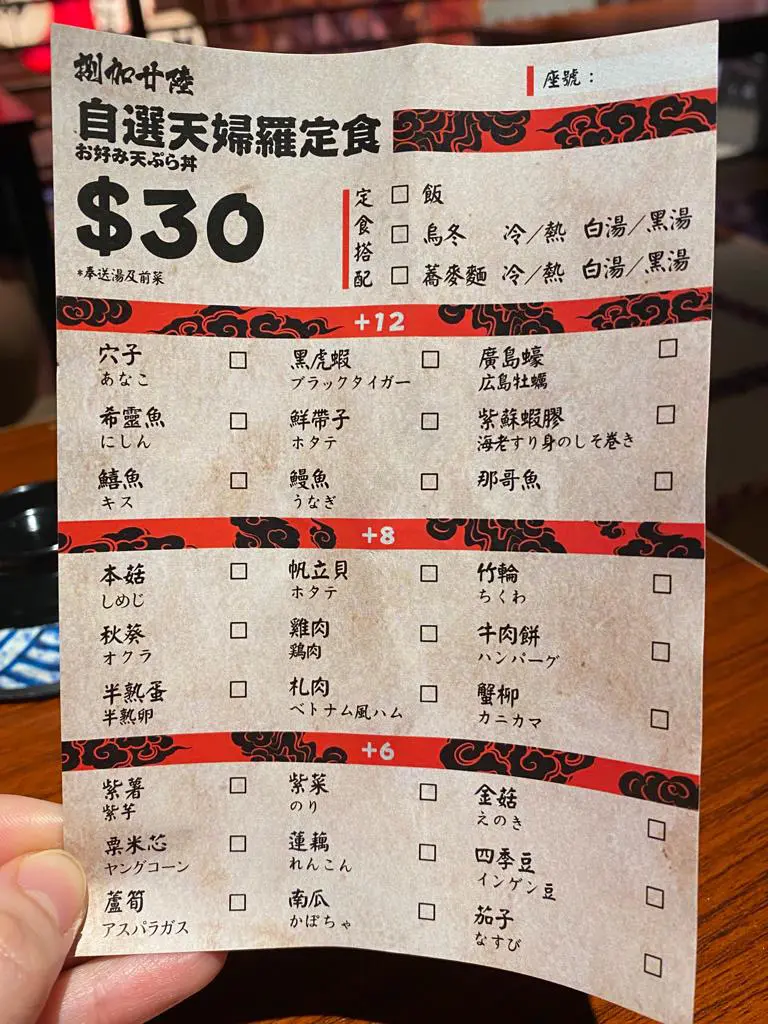 捌加廿陸
座號：
自選天婦羅定食
お好み天ぷら丼
$30
*奉送湯及前菜
定食搭配
□ 飯
□ 烏冬 冷/熱 白湯/黑湯
□ 蕎麥麵 冷/熱 白湯/黑湯
+12
穴子 □ 黑虎蝦 □ 廣島蠔 □
あなこ ブラックタイガー 広島牡蠣
希靈魚 □ 鮮帶子 □ 紫蘇蝦膠 □
にしん ホタテ 海老すり身のしそ巻き
鱚魚 □ 鰻魚 □ 那哥魚 □
キス うなぎ
+8
本菇 □ 帆立貝 □ 竹輪 □
しめじ ホタテ ちくわ
秋葵 □ 雞肉 □ 牛肉餅 □
オクラ 鶏肉 ハンバーグ
半熟蛋 □ 札肉 □ 蟹柳 □
半熟卵 ベトナム風ハム カニカマ
+6
紫薯 □ 紫菜 □ 金菇 □
紫芋 のり えのき
粟米芯 □ 蓮藕 □ 四季豆 □
ヤングコーン れんこん インゲン豆
蘆筍 □ 南瓜 □ 茄子 □
アスパラガス かぼちゃ なすび